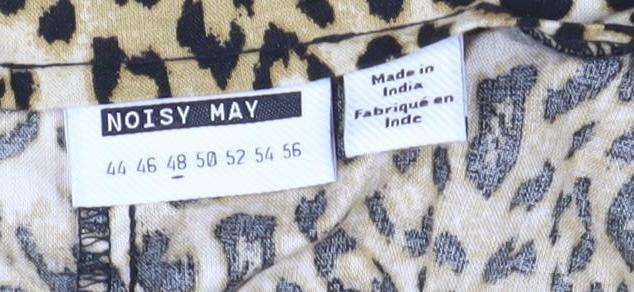 NOISY MAY
44 46 48 50 52 54 56
Made in
India
Fabriqué en
Inde